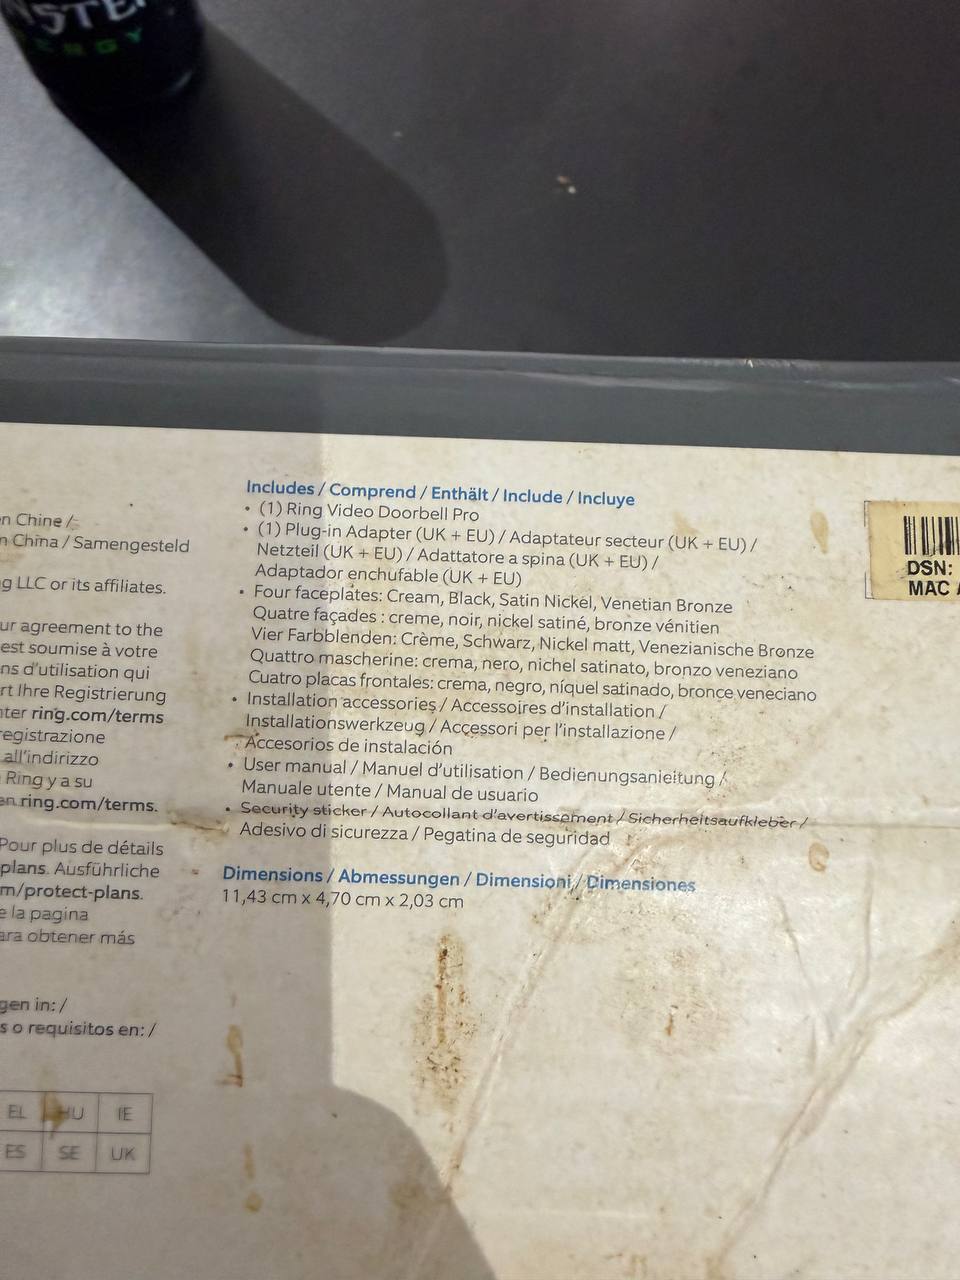 ENERGY
en Chine /
China / Samengesteld
LLC or its affiliates.
agreement to the
est soumise à votre
d'utilisation qui
Ihre Registrierung
ring.com/terms
registrazione
all'indirizzo
Ring y a su
en ring.com/terms.
Pour plus de détails
plans. Ausführliche
m/protect-plans.
la pagina
obtener más
in: /
o requisitos en: /
EL HU IE
ES SE UK
Includes / Comprend / Enthält / Include / Incluye
• (1) Ring Video Doorbell Pro
• (1) Plug-in Adapter (UK + EU) / Adaptateur secteur (UK + EU) /
Netzteil (UK + EU) / Adattatore a spina (UK + EU) /
Adaptador enchufable (UK + EU)
• Four faceplates: Cream, Black, Satin Nickel, Venetian Bronze
Quatre façades : creme, noir, nickel satiné, bronze vénitien
Vier Farbblenden: Crème, Schwarz, Nickel matt, Venezianische Bronze
Quattro mascherine: crema, nero, nichel satinato, bronzo veneziano
Cuatro placas frontales: crema, negro, níquel satinado, bronce veneciano
• Installation accessories / Accessoires d'installation /
Installationswerkzeug / Accessori per l'installazione /
Accesorios de instalación
• User manual / Manuel d'utilisation / Bedienungsanleitung /
Manuale utente / Manual de usuario
• Security sticker / Autocollant d'avertissement / Sicherheitsaufkleber /
Adesivo di sicurezza / Pegatina de seguridad
Dimensions / Abmessungen / Dimensioni / Dimensiones
11,43 cm x 4,70 cm x 2,03 cm
DSN:
MAC